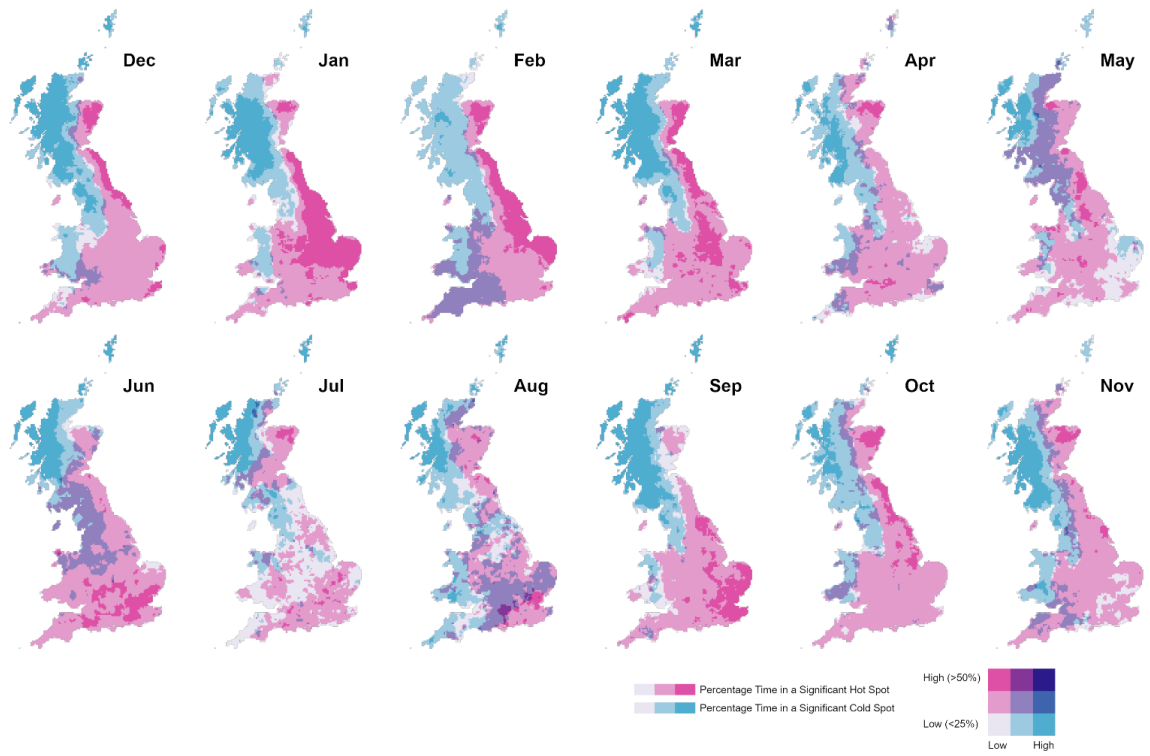 Dec
Jan
Feb
Mar
Apr
May
Jun
Jul
Aug
Sep
Oct
Nov
Percentage Time in a Significant Hot Spot
Percentage Time in a Significant Cold Spot
High (>50%)
Low (<25%)
Low
High